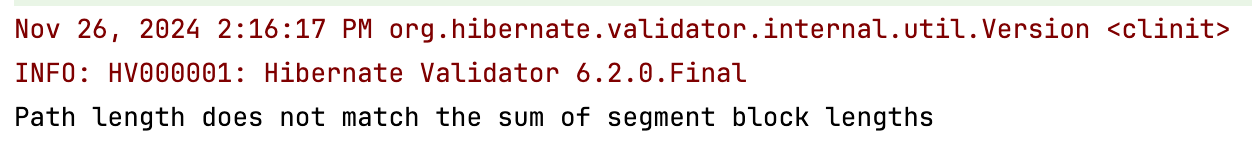 Nov 26, 2024 2:16:17 PM org.hibernate.validator.internal.util.Version <clinit>
INFO: HV000001: Hibernate Validator 6.2.0.Final
Path length does not match the sum of segment block lengths